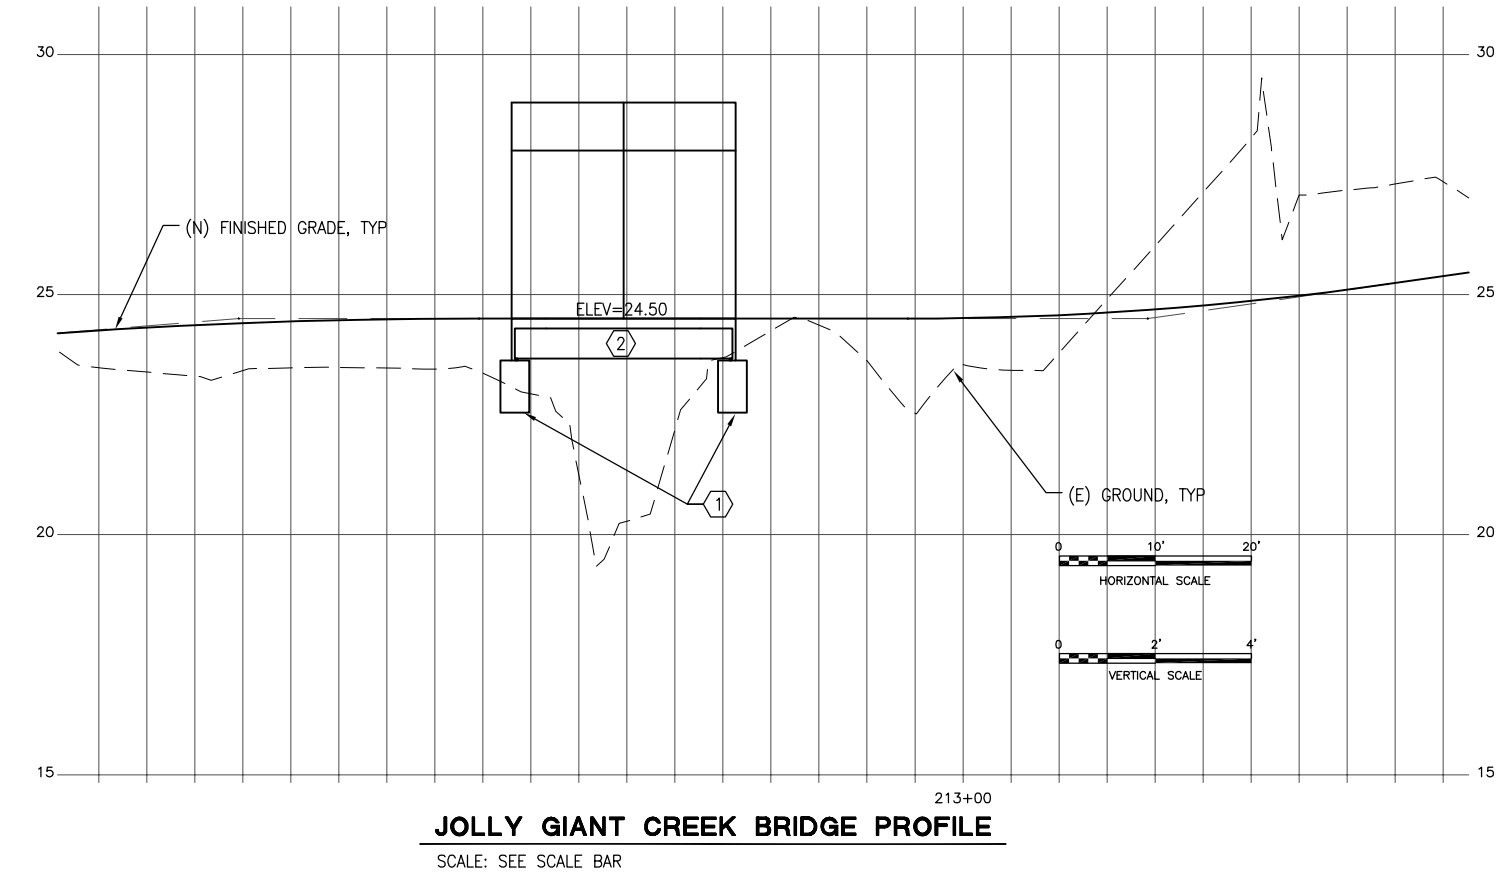 30
30
(N) FINISHED GRADE, TYP
25
25
ELEV=24.50
2
1
(E) GROUND, TYP
20
20
0 10' 20'
HORIZONTAL SCALE
0 2' 4'
VERTICAL SCALE
15
15
213+00
JOLLY GIANT CREEK BRIDGE PROFILE
SCALE: SEE SCALE BAR